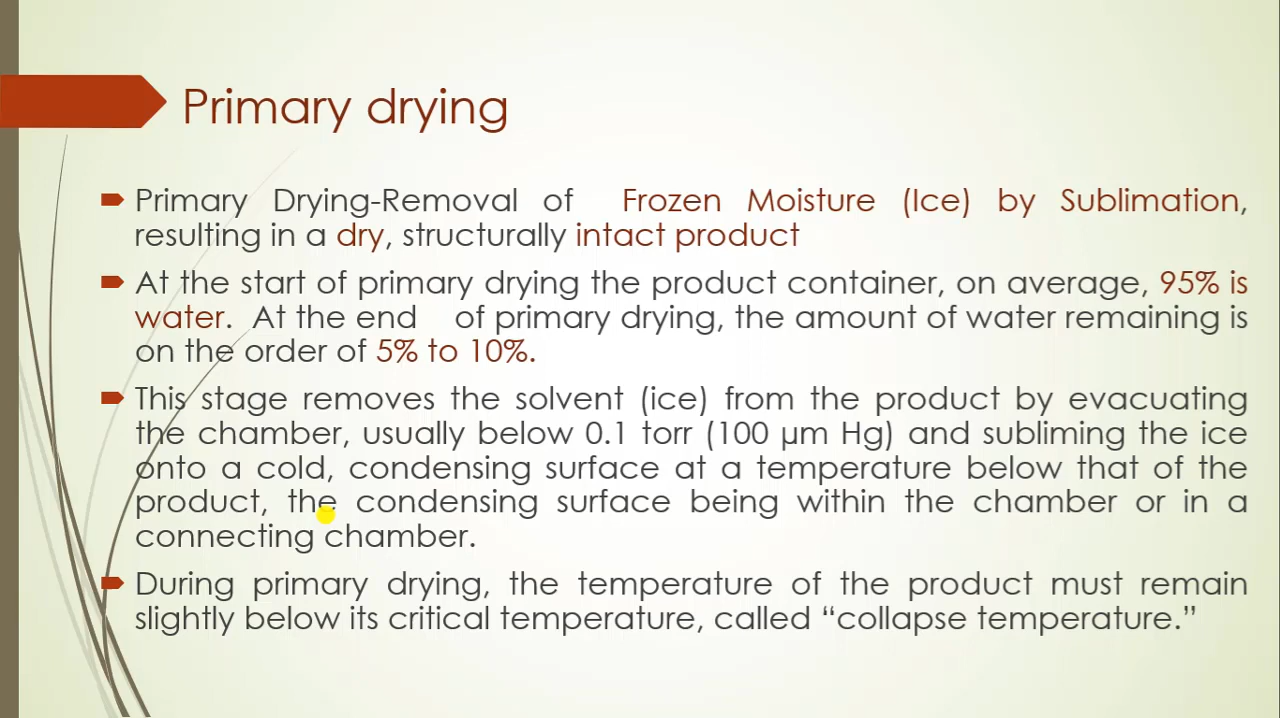 Primary drying
Primary Drying-Removal of Frozen Moisture (Ice) by Sublimation,
resulting in a dry, structurally intact product
At the start of primary drying the product container, on average, 95% is
water. At the end of primary drying, the amount of water remaining is
on the order of 5% to 10%.
This stage removes the solvent (ice) from the product by evacuating
the chamber, usually below 0.1 torr (100 μm Hg) and subliming the ice
onto a cold, condensing surface at a temperature below that of the
product, the condensing surface being within the chamber or in a
connecting chamber.
During primary drying, the temperature of the product must remain
slightly below its critical temperature, called “collapse temperature.”